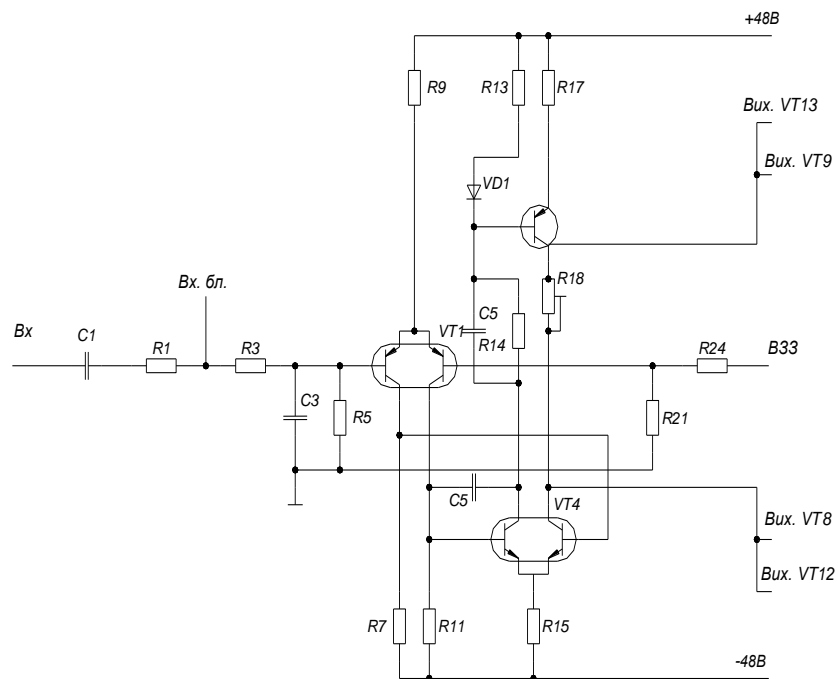 +48В
R9
R13
R17
Вих. VT13
Вих. VT9
VD1
Вх. бл.
R18
Вх
C1
R1
R3
C5
VT1
R14
R24
ВЗЗ
C3
R5
R21
C5
VT4
Вих. VT8
Вих. VT12
R7
R11
R15
-48В